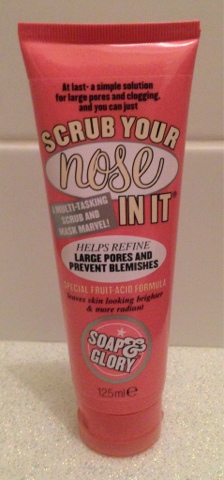 At last- a simple solution
for large pores and clogging,
and you can just
SCRUB YOUR
nose
IN IT
A MULTI-TASKING
SCRUB AND
MASK MARVEL!
HELPS REFINE
LARGE PORES AND
PREVENT BLEMISHES
SPECIAL FRUIT-ACID FORMULA
leaves skin looking brighter
& more radiant
SOAP &
GLORY
125ml e